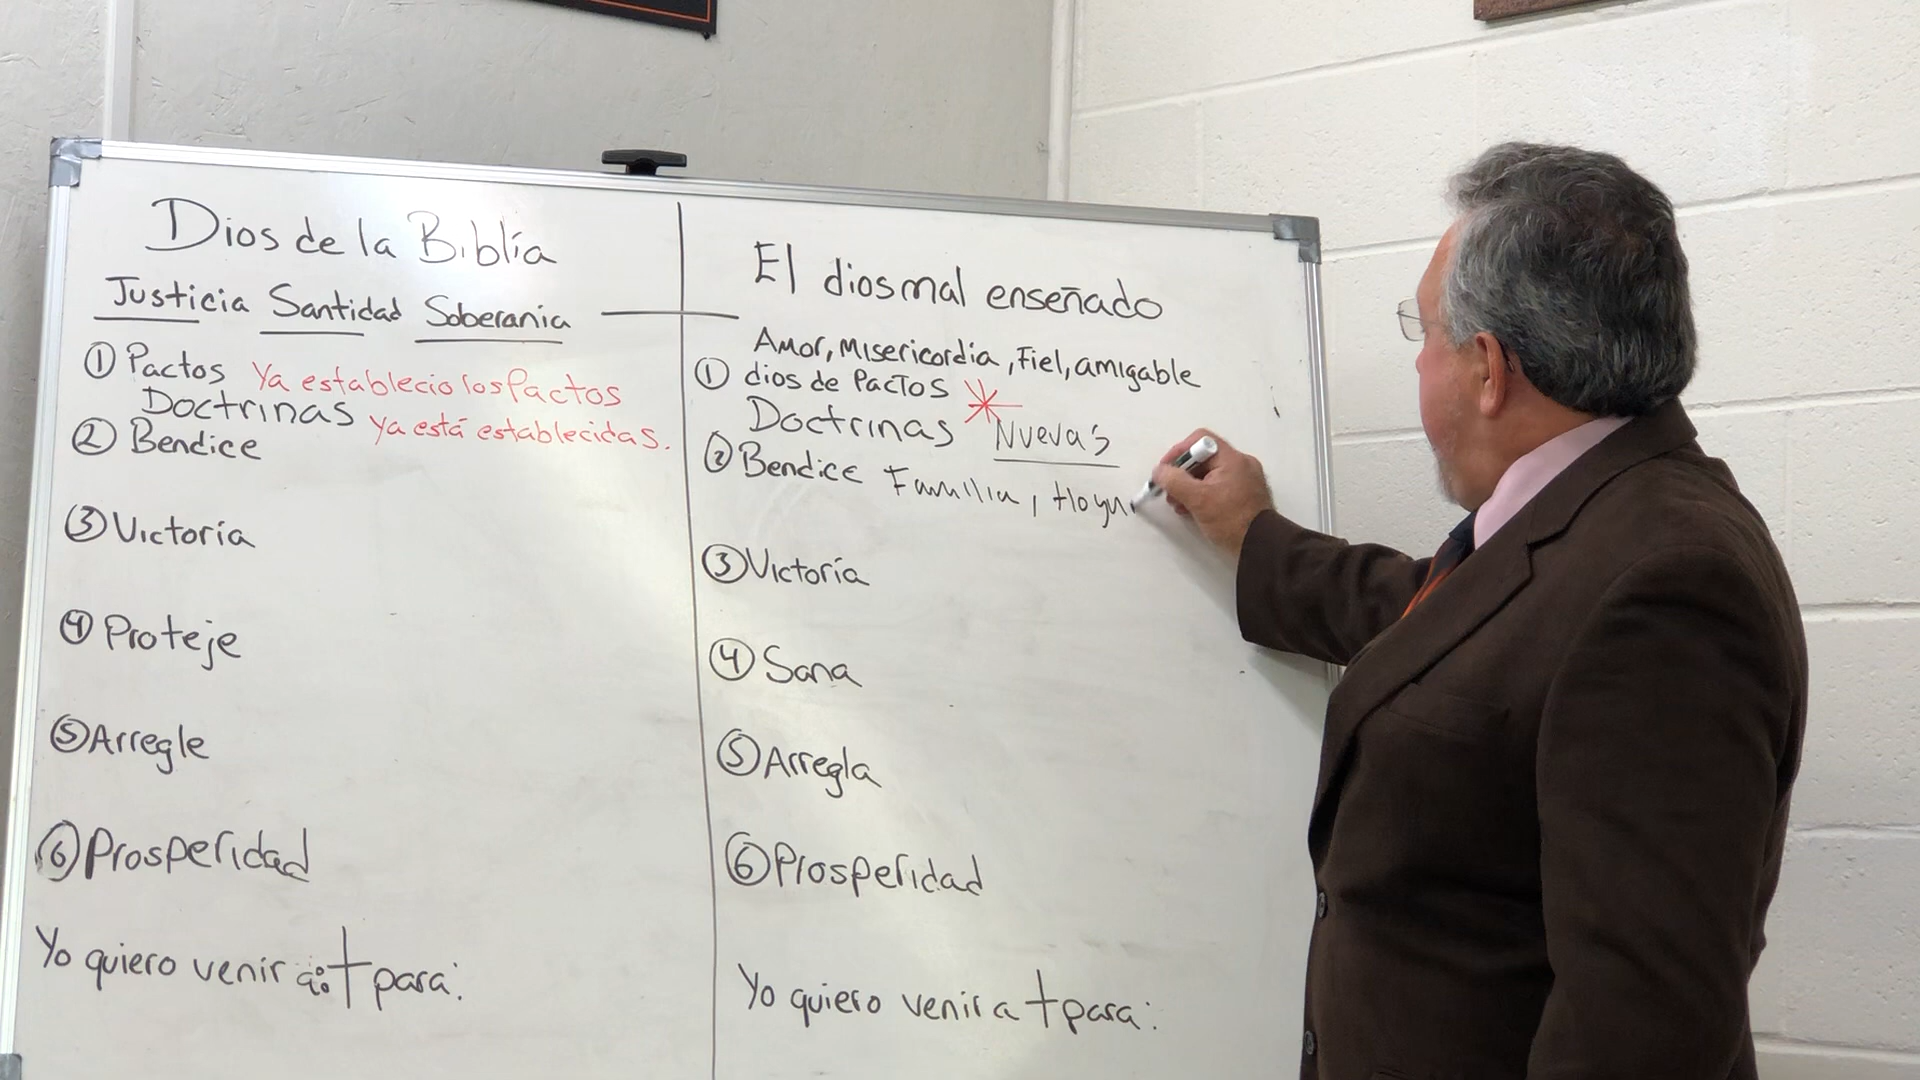 Dios de la Biblia
Justicia Santidad Soberania
① Pactos Ya establecio los Pactos
Doctrinas ya está establecidas.
② Bendice
③ Victoria
④ Proteje
⑤ Arregle
⑥ Prosperidad
Yo quiero venir a † para:
El dios mal enseñado
Amor, Misericordia, Fiel, amigable
① dios de Pactos *
Doctrinas Nueva's
② Bendice Familia,
③ Victoria
④ Sana
⑤ Arregla
⑥ Prosperidad
Yo quiero venir a † para: